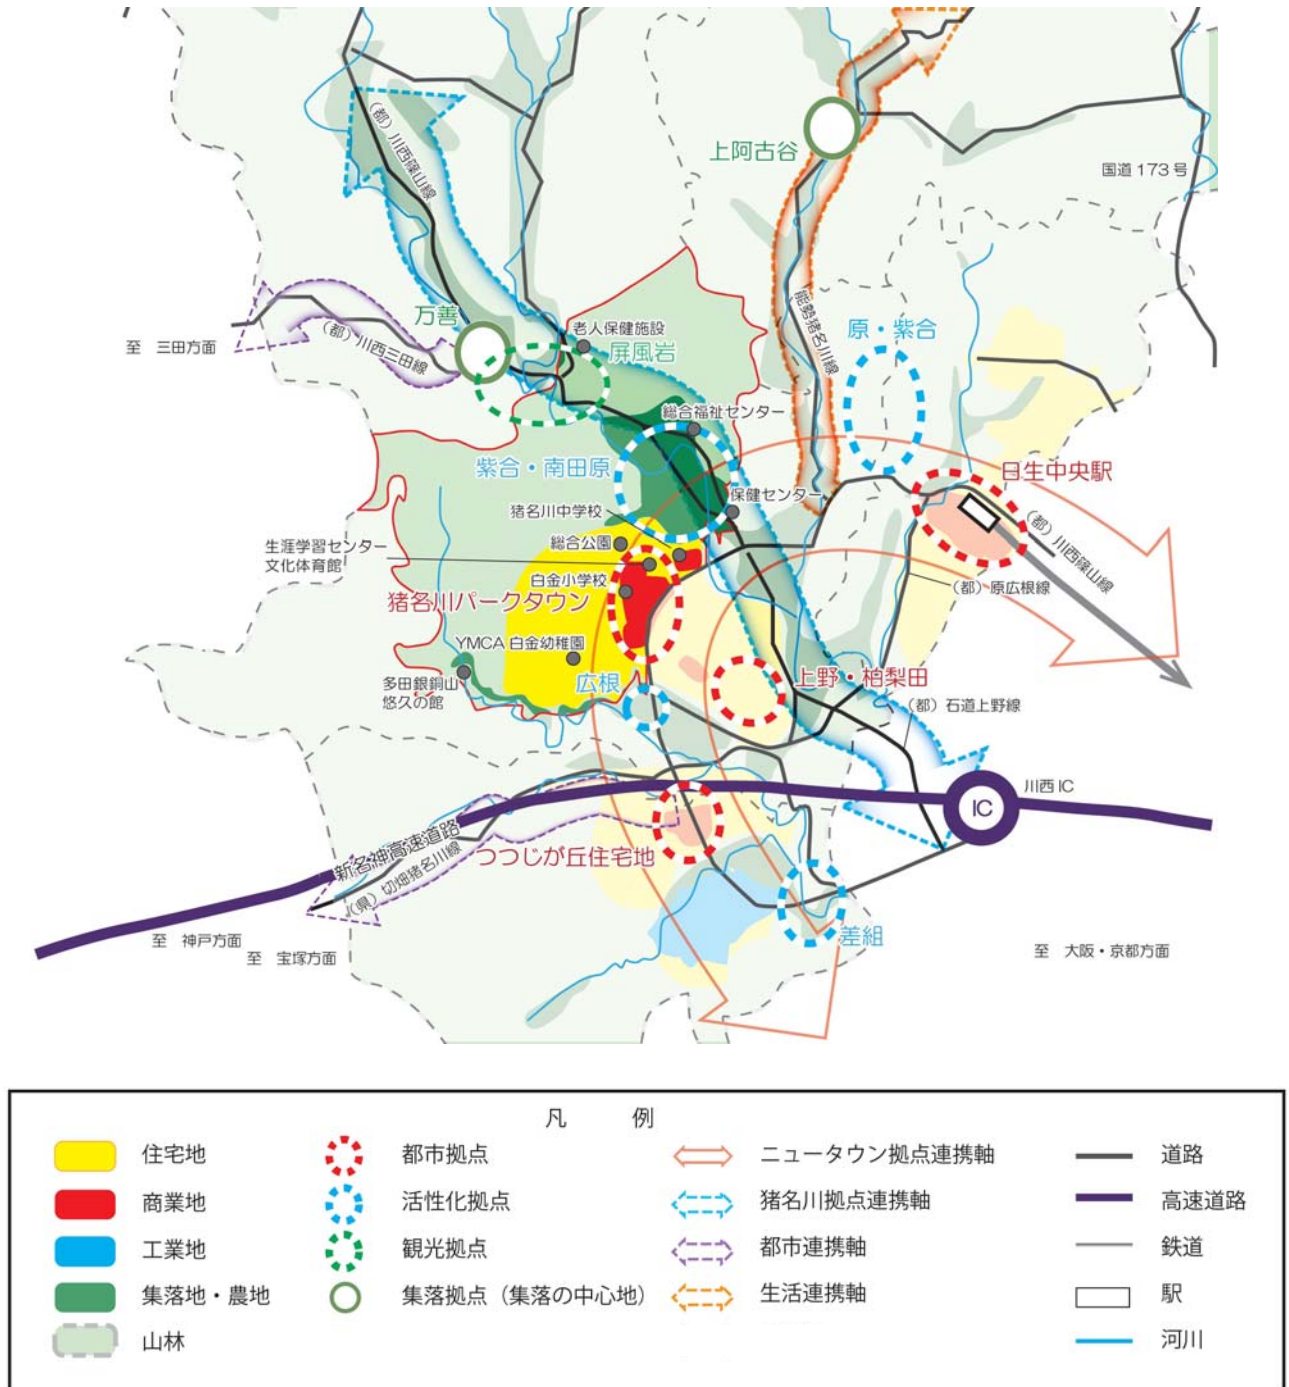 (都)川西篠山線
上阿古谷
国道173号
能勢猪名川線
万善
老人保健施設
屏風岩
原・紫合
至 三田方面
(都)川西三田線
総合福祉センター
紫合・南田原
日生中央駅
保健センター
猪名川中学校
(都)川西篠山線
生涯学習センター
文化体育館
総合公園
白金小学校
(都)原広根線
猪名川パークタウン
YMCA 白金幼稚園
多田銀銅山
悠久の館
広根
上野・柏梨田
(都)石道上野線
川西IC
IC
新名神高速道路
つつじが丘住宅地
(県)切畑猪名川線
至 神戸方面
至 宝塚方面
差組
至 大阪・京都方面
凡 例
住宅地
都市拠点
ニュータウン拠点連携軸
道路
商業地
活性化拠点
猪名川拠点連携軸
高速道路
工業地
観光拠点
都市連携軸
鉄道
集落地・農地
集落拠点(集落の中心地)
生活連携軸
駅
山林
河川